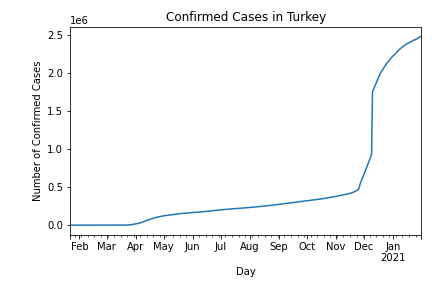 Confirmed Cases in Turkey
1e6
2.5
2.0
1.5
1.0
0.5
0.0
Number of Confirmed Cases
Feb Mar Apr May Jun Jul Aug Sep Oct Nov Dec Jan
2021
Day